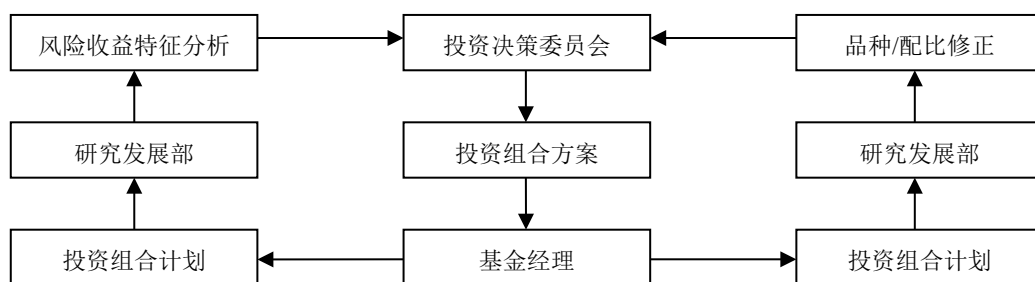 风险收益特征分析
投资决策委员会
品种/配比修正
研究发展部
投资组合方案
研究发展部
投资组合计划
基金经理
投资组合计划